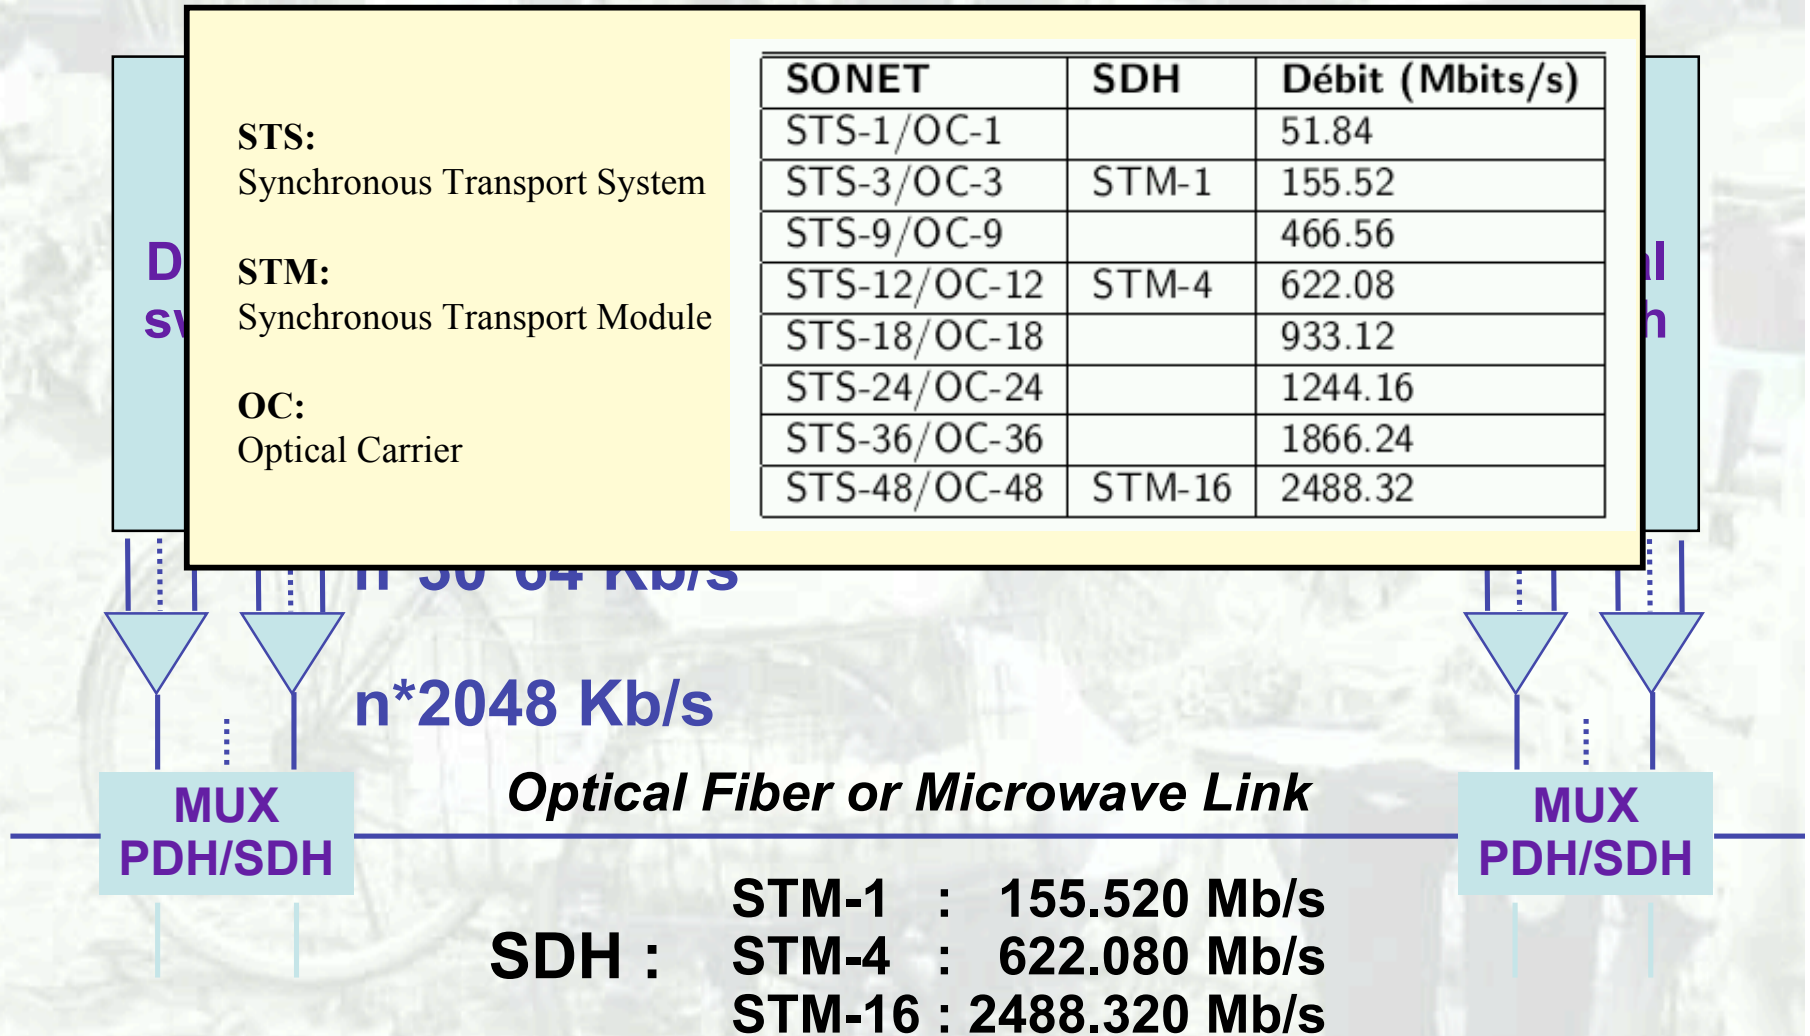 STS:
Synchronous Transport System
STM:
Synchronous Transport Module
OC:
Optical Carrier
SONET SDH Débit (Mbits/s)
STS-1/OC-1 51.84
STS-3/OC-3 STM-1 155.52
STS-9/OC-9 466.56
STS-12/OC-12 STM-4 622.08
STS-18/OC-18 933.12
STS-24/OC-24 1244.16
STS-36/OC-36 1866.24
STS-48/OC-48 STM-16 2488.32
Kb/s
n*2048 Kb/s
Optical Fiber or Microwave Link
MUX
PDH/SDH
MUX
PDH/SDH
SDH :
STM-1 : 155.520 Mb/s
STM-4 : 622.080 Mb/s
STM-16 : 2488.320 Mb/s